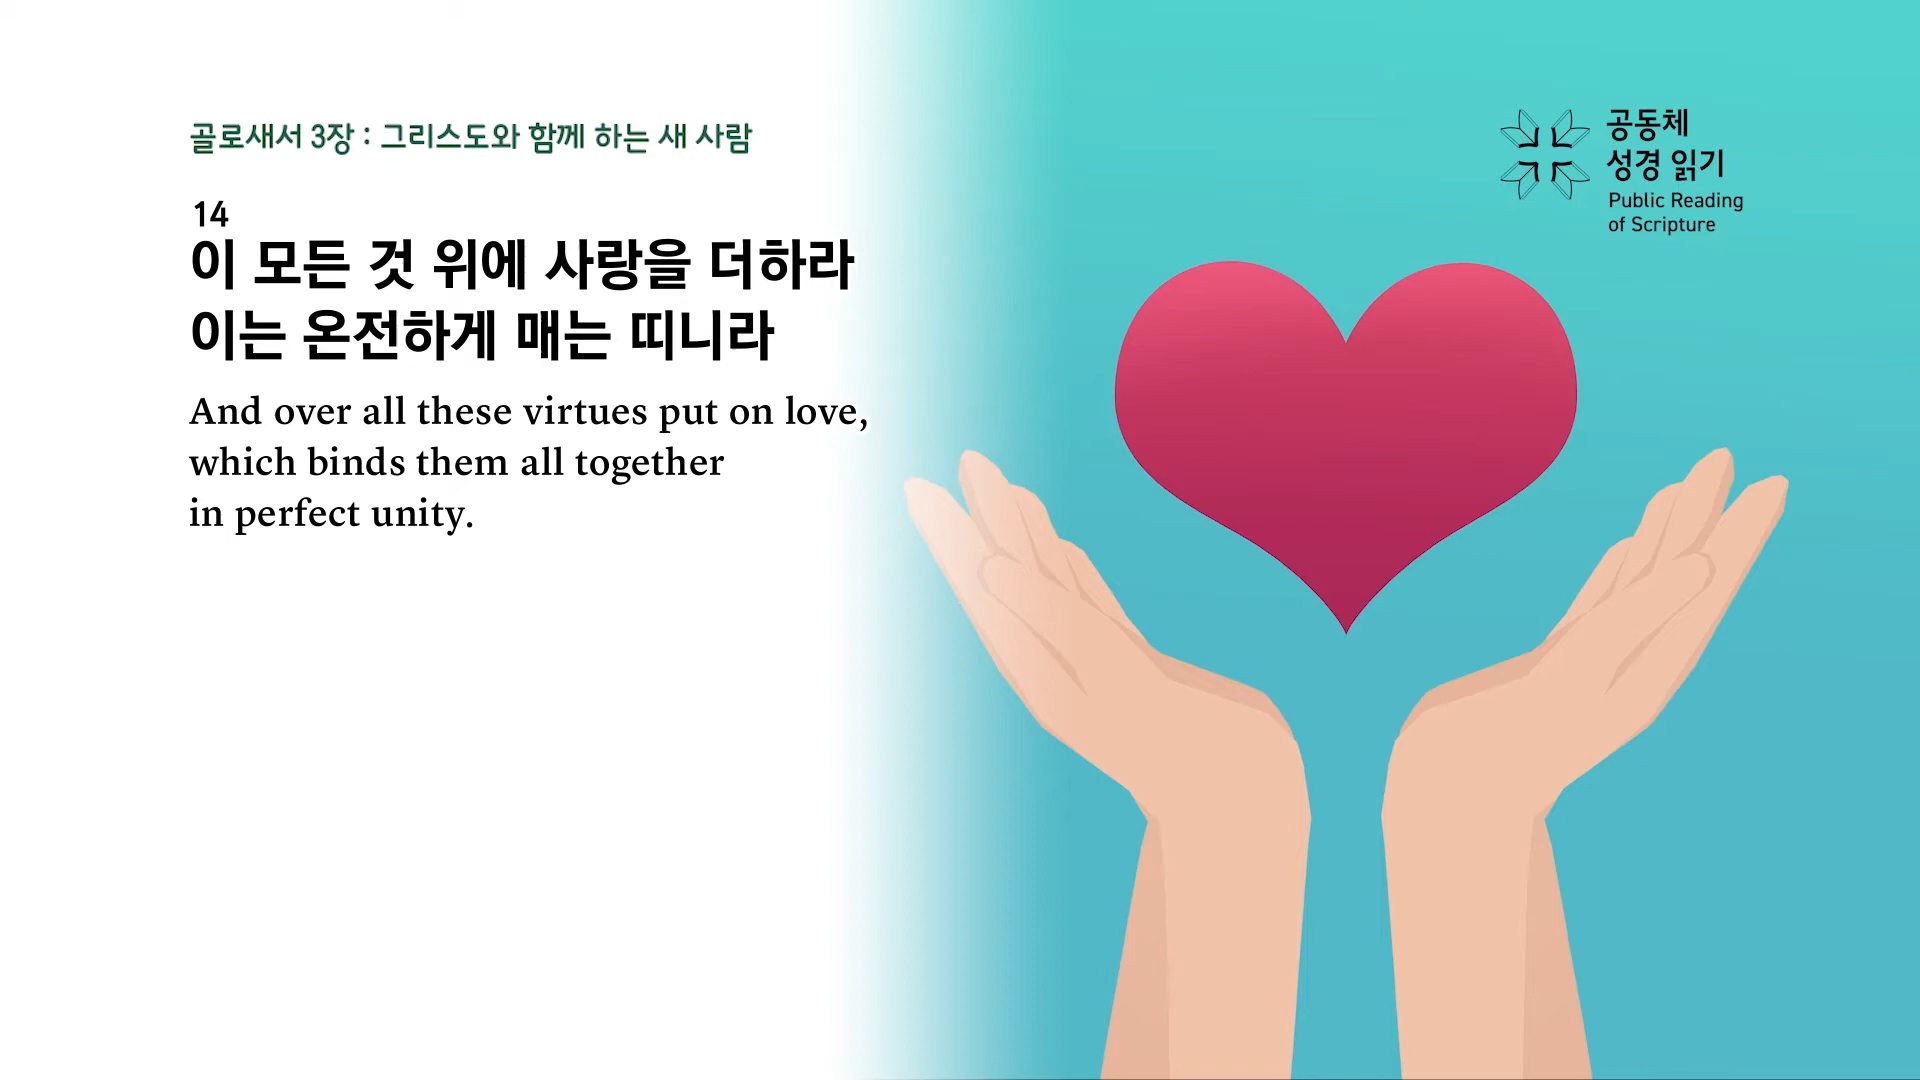 골로새서 3장 : 그리스도와 함께 하는 새 사람
14
이 모든 것 위에 사랑을 더하라
이는 온전하게 매는 띠니라
And over all these virtues put on love,
which binds them all together
in perfect unity.
공동체
성경 읽기
Public Reading
of Scripture